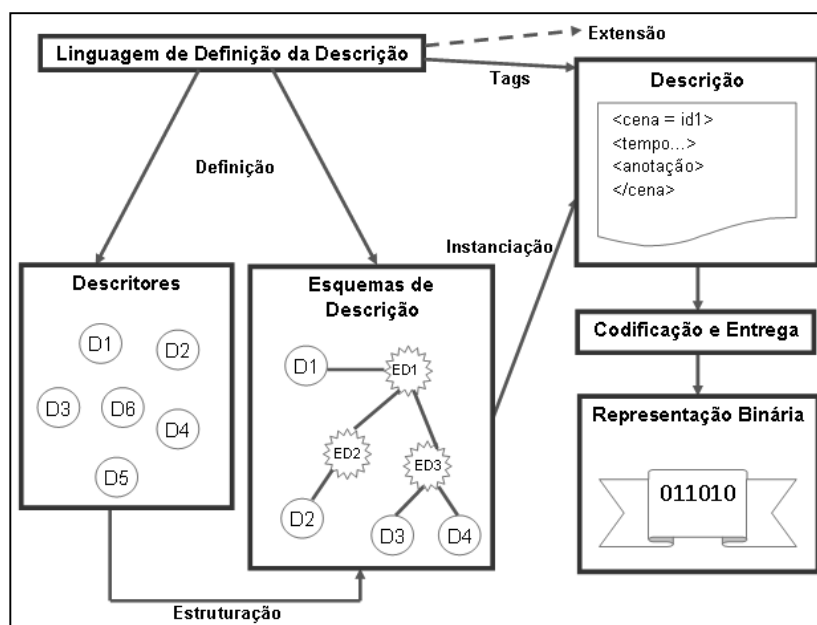 Linguagem de Definição da Descrição
Extensão
Tags
Descrição
<cena = id1>
<tempo...>
<anotação>
</cena>
Definição
Instanciação
Descritores
D1
D2
D3
D6
D4
D5
Esquemas de
Descrição
D1
ED1
ED2
ED3
D2
D3
D4
Estruturação
Codificação e Entrega
Representação Binária
011010